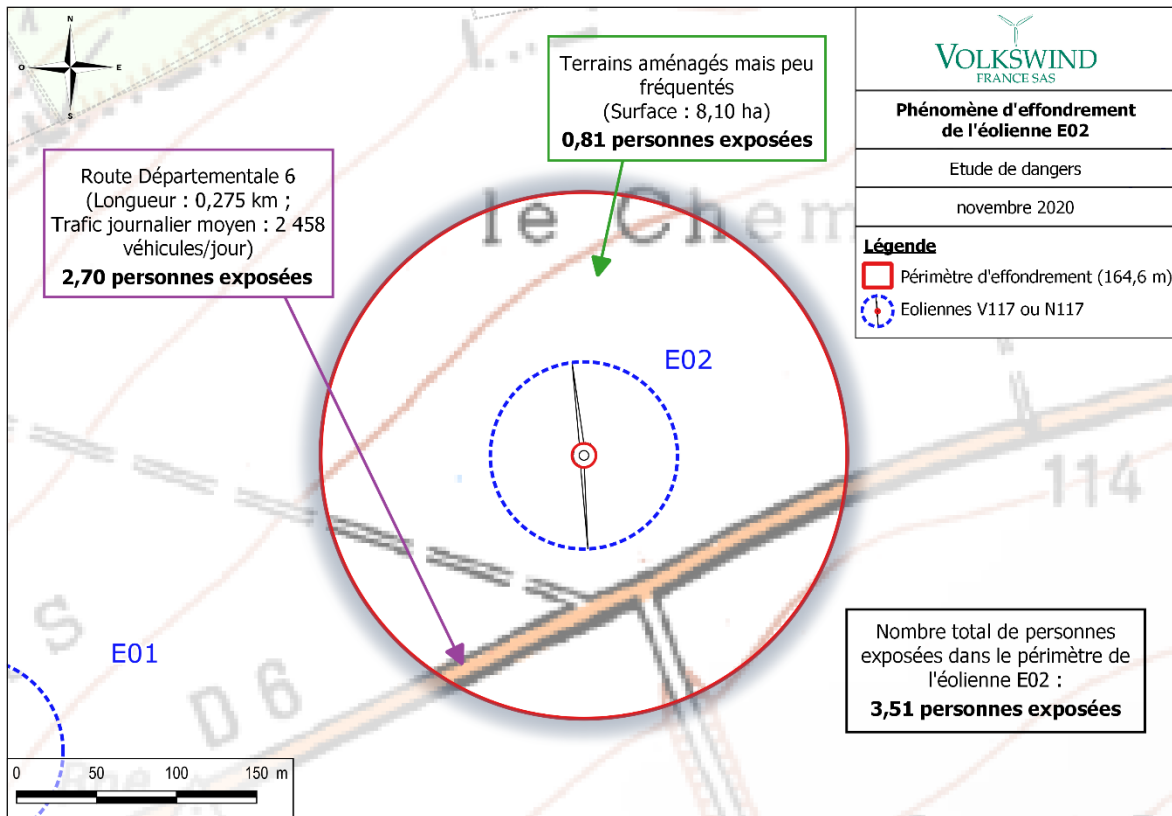 N
O
E
S
Terrains aménagés mais peu
fréquentés
(Surface : 8,10 ha)
0,81 personnes exposées
VOLKSWIND
FRANCE SAS
Phénomène d'effondrement
de l'éolienne E02
Etude de dangers
novembre 2020
Légende
Périmètre d'effondrement (164,6 m)
Eoliennes V117 ou N117
Route Départementale 6
(Longueur : 0,275 km ;
Trafic journalier moyen : 2 458
véhicules/jour)
2,70 personnes exposées
le Chem
E02
114
S
E01
D 6
Nombre total de personnes
exposées dans le périmètre de
l'éolienne E02 :
3,51 personnes exposées
0 50 100 150 m